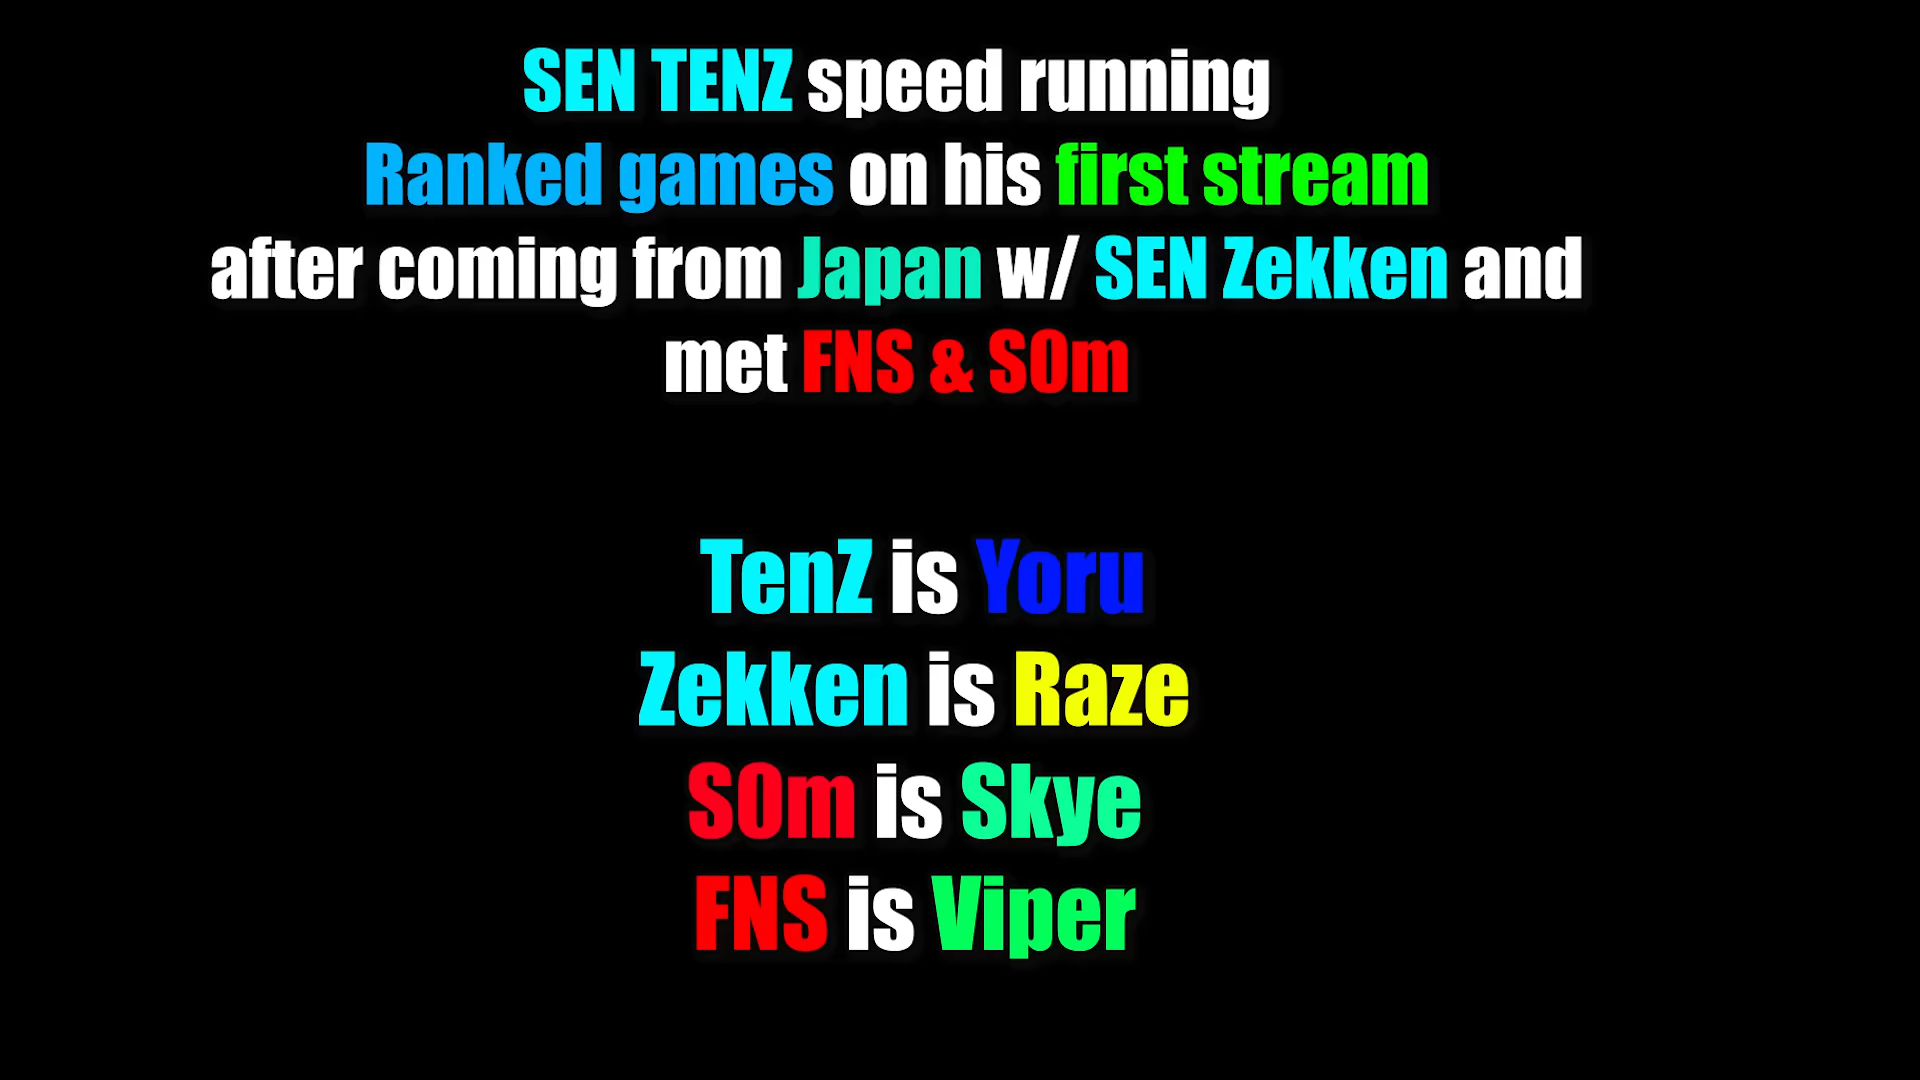 SEN TENZ speed running
Ranked games on his first stream
after coming from Japan w/ SEN Zekken and
met FNS & S0m
TenZ is Yoru
Zekken is Raze
S0m is Skye
FNS is Viper